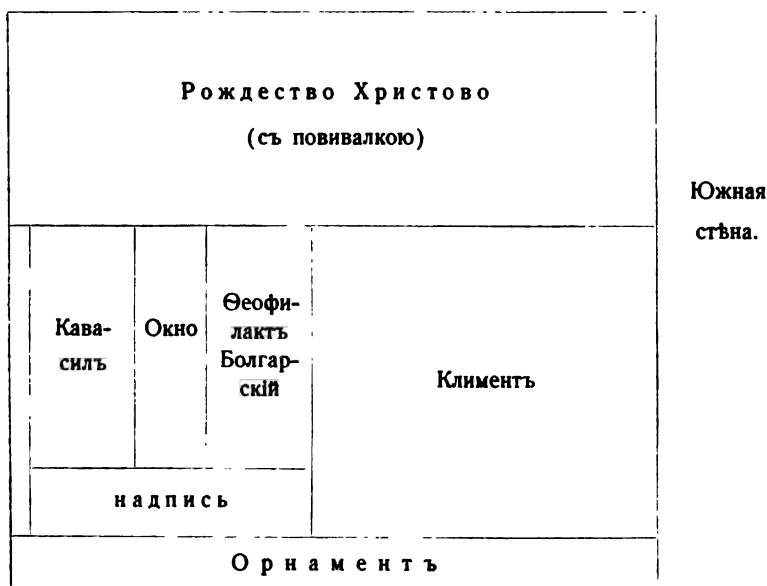 Рождество Христово
(съ повивалкою)
Южная
стѣна.
Кава-
силъ
Окно
Ѳеофи-
лактъ
Болгар-
скій
Климентъ
надпись
Орнаментъ